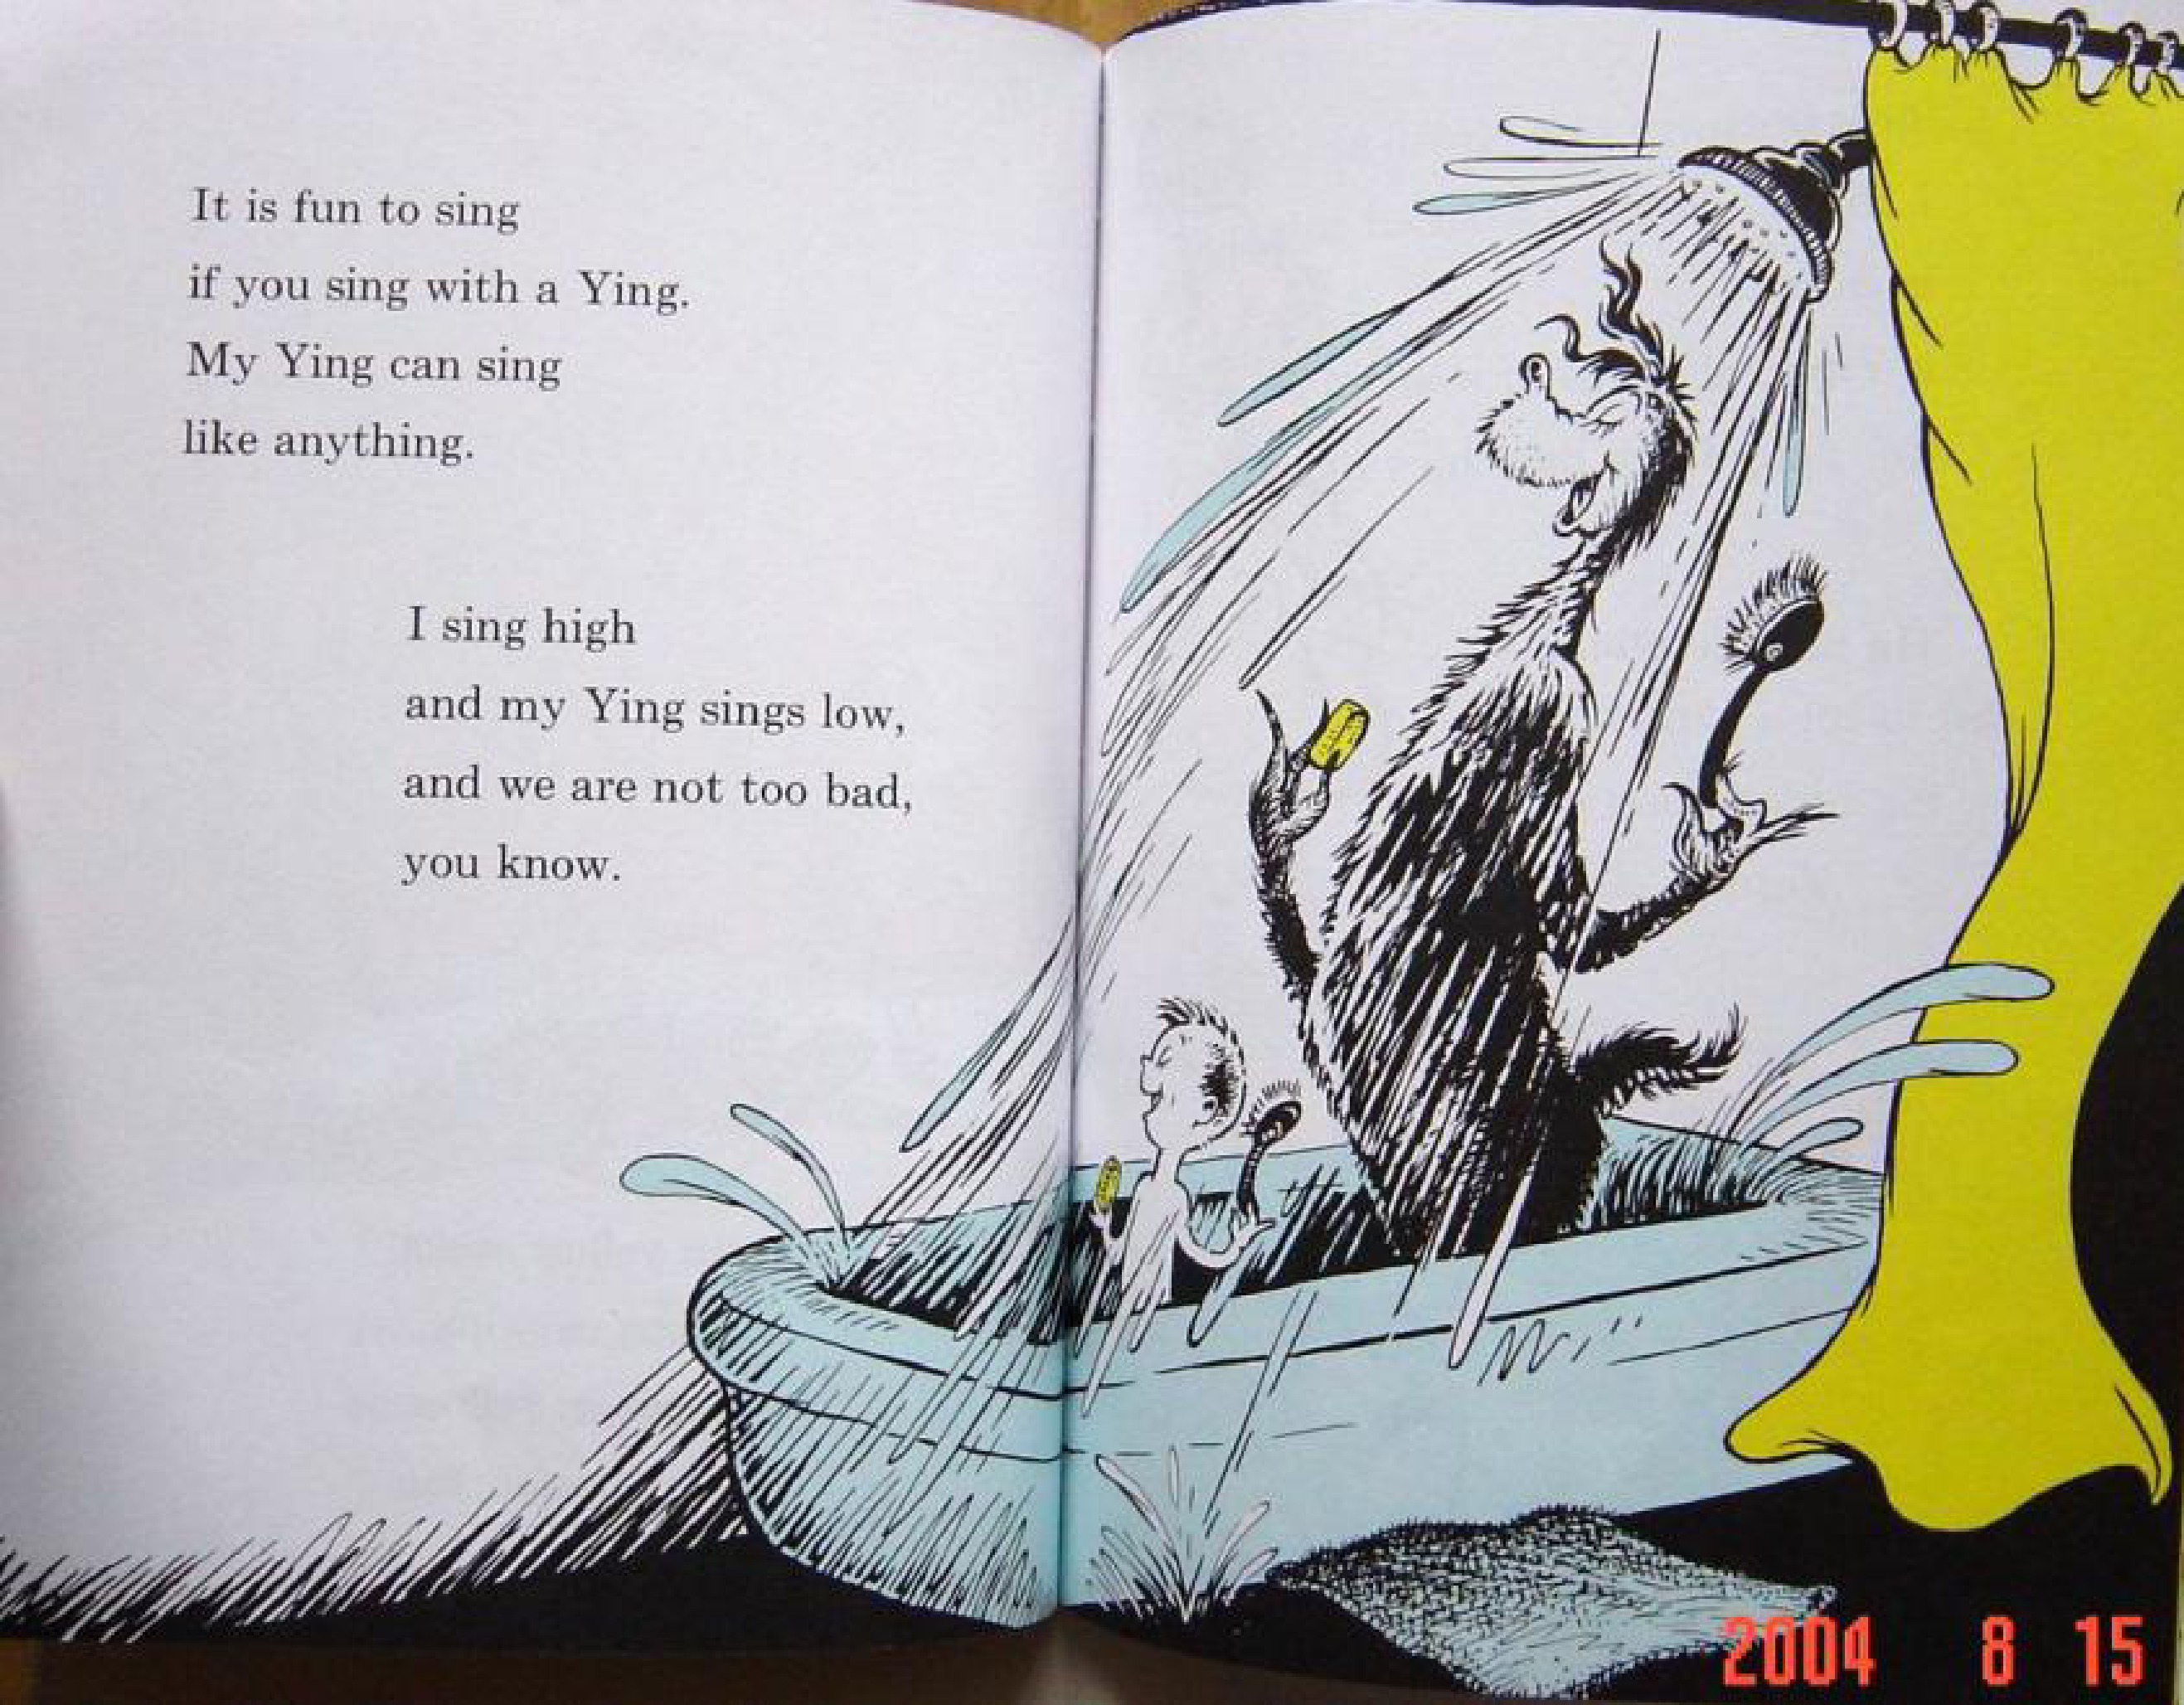 It is fun to sing
if you sing with a Ying.
My Ying can sing
like anything.
I sing high
and my Ying sings low,
and we are not too bad,
you know.
2004 8 15